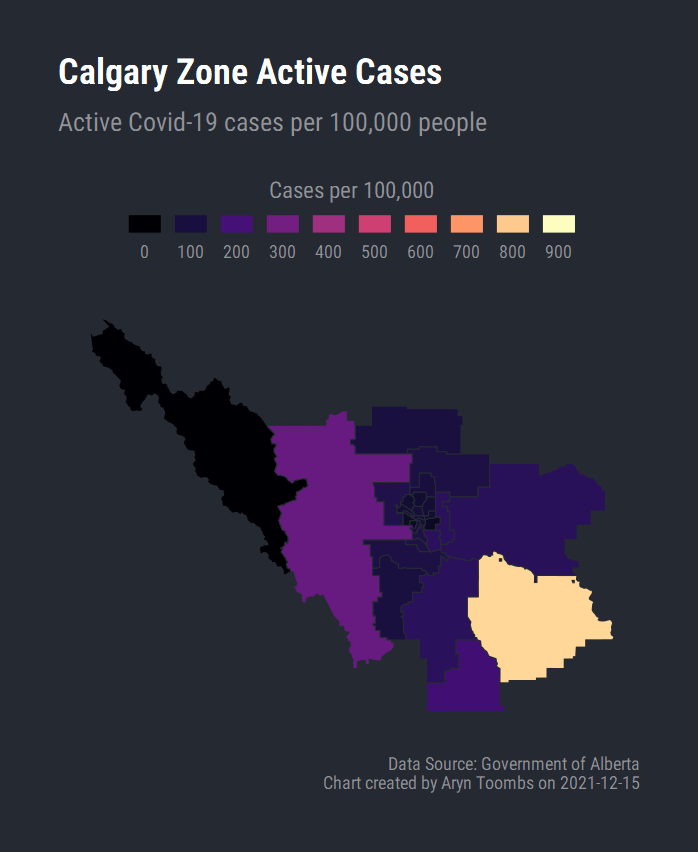 Calgary Zone Active Cases
Active Covid-19 cases per 100,000 people
Cases per 100,000
0 100 200 300 400 500 600 700 800 900
Data Source: Government of Alberta
Chart created by Aryn Toombs on 2021-12-15